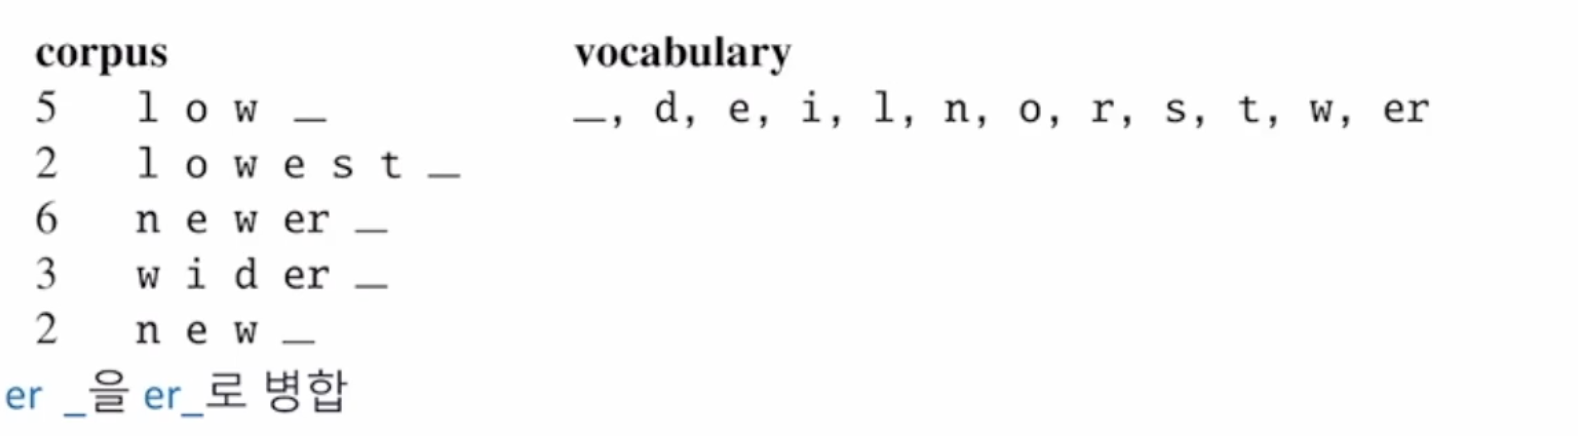 corpus vocabulary
5 l o w _ _, d, e, i, l, n, o, r, s, t, w, er
2 l o w e s t _
6 n e w er _
3 w i d er _
2 n e w _
er _을 er_로 병합